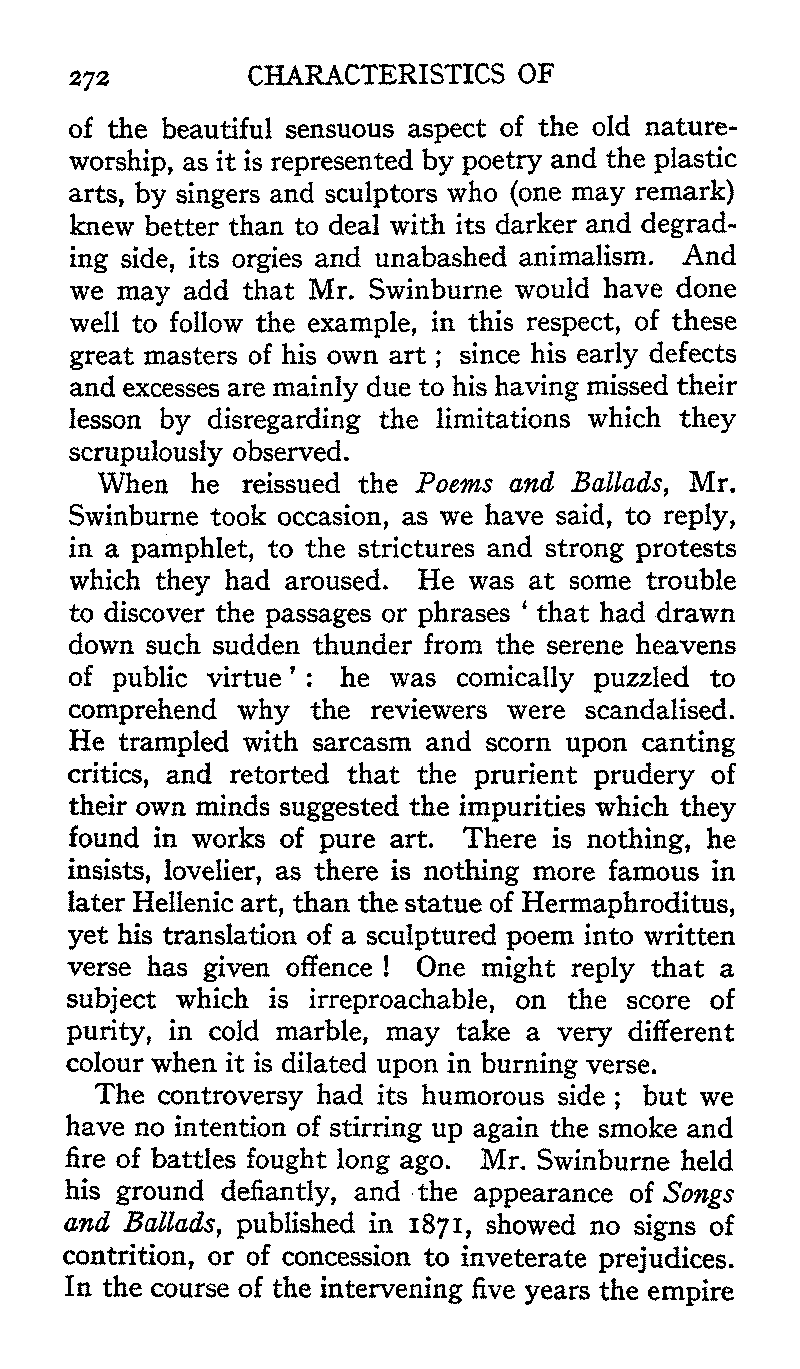 272 CHARACTERISTICS OF
of the beautiful sensuous aspect of the old nature-
worship, as it is represented by poetry and the plastic
arts, by singers and sculptors who (one may remark)
knew better than to deal with its darker and degrad-
ing side, its orgies and unabashed animalism. And
we may add that Mr. Swinburne would have done
well to follow the example, in this respect, of these
great masters of his own art ; since his early defects
and excesses are mainly due to his having missed their
lesson by disregarding the limitations which they
scrupulously observed.
When he reissued the Poems and Ballads, Mr.
Swinburne took occasion, as we have said, to reply,
in a pamphlet, to the strictures and strong protests
which they had aroused. He was at some trouble
to discover the passages or phrases ‘ that had drawn
down such sudden thunder from the serene heavens
of public virtue ’ : he was comically puzzled to
comprehend why the reviewers were scandalised.
He trampled with sarcasm and scorn upon canting
critics, and retorted that the prurient prudery of
their own minds suggested the impurities which they
found in works of pure art. There is nothing, he
insists, lovelier, as there is nothing more famous in
later Hellenic art, than the statue of Hermaphroditus,
yet his translation of a sculptured poem into written
verse has given offence ! One might reply that a
subject which is irreproachable, on the score of
purity, in cold marble, may take a very different
colour when it is dilated upon in burning verse.
The controversy had its humorous side ; but we
have no intention of stirring up again the smoke and
fire of battles fought long ago. Mr. Swinburne held
his ground defiantly, and the appearance of Songs
and Ballads, published in 1871, showed no signs of
contrition, or of concession to inveterate prejudices.
In the course of the intervening five years the empire